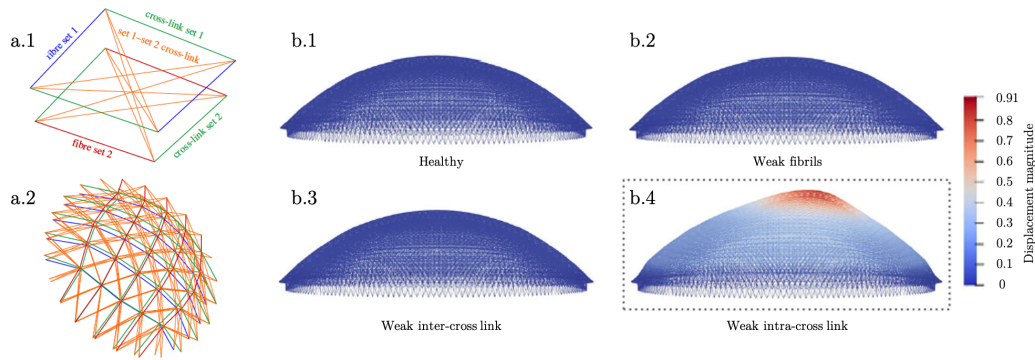 a.1
fibre set 1
cross-link set 1
set 1–set 2 cross-link
fibre set 2
cross-link set 2
a.2
b.1
Healthy
b.2
Weak fibrils
b.3
Weak inter-cross link
b.4
Weak intra-cross link
0.91
0.9
0.8
0.7
0.6
0.5
0.4
0.3
0.2
0.1
0
Displacement magnitude